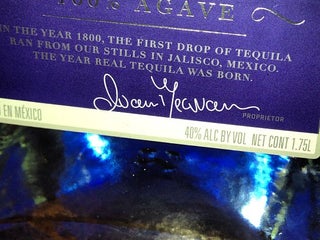 100% AGAVE
IN THE YEAR 1800, THE FIRST DROP OF TEQUILA
RAN FROM OUR STILLS IN JALISCO, MEXICO.
THE YEAR REAL TEQUILA WAS BORN.
PROPRIETOR
EN MÉXICO
40% ALC BY VOL NET CONT 1.75L